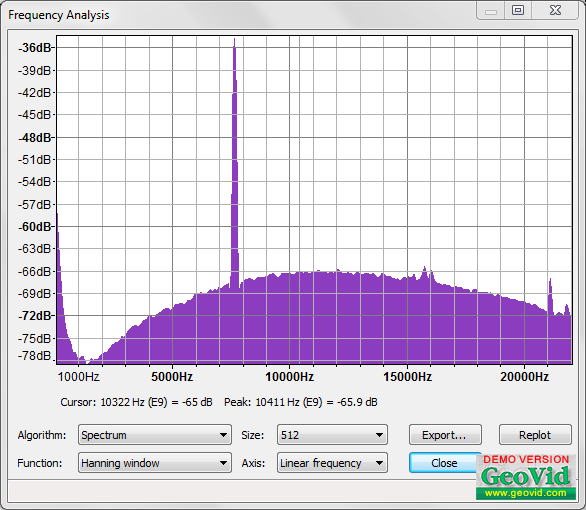 Frequency Analysis
-36dB
-39dB
-42dB
-45dB
-48dB
-51dB
-54dB
-57dB
-60dB
-63dB
-66dB
-69dB
-72dB
-75dB
-78dB
1000Hz 5000Hz 10000Hz 15000Hz 20000Hz
Cursor: 10322 Hz (E9) = -65 dB Peak: 10411 Hz (E9) = -65.9 dB
Algorithm: Spectrum Size: 512 Export... Replot
Function: Hanning window Axis: Linear frequency Close
DEMO VERSION
GeoVid
www.geovid.com